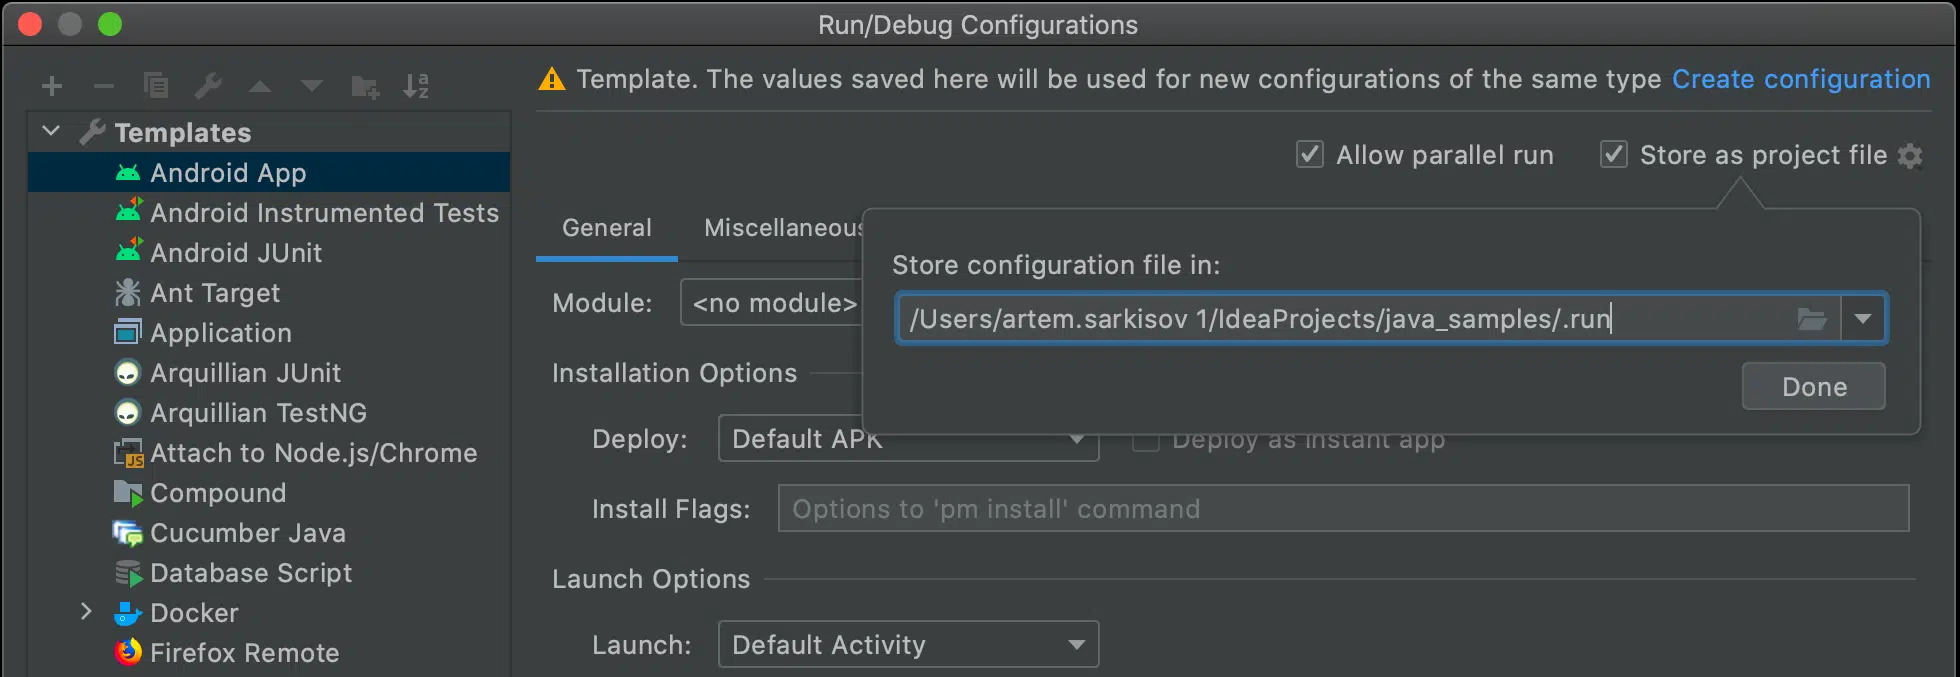 Run/Debug Configurations
Template. The values saved here will be used for new configurations of the same type Create configuration
Templates
Android App
Android Instrumented Tests
Android JUnit
Ant Target
Application
Arquillian JUnit
Arquillian TestNG
Attach to Node.js/Chrome
Compound
Cucumber Java
Database Script
Docker
Firefox Remote
Allow parallel run
Store as project file
General
Miscellaneous
Store configuration file in:
/Users/artem.sarkisov 1/IdeaProjects/java_samples/.run
Done
Module: <no module>
Installation Options
Deploy: Default APK
Deploy as instant app
Install Flags: Options to 'pm install' command
Launch Options
Launch: Default Activity